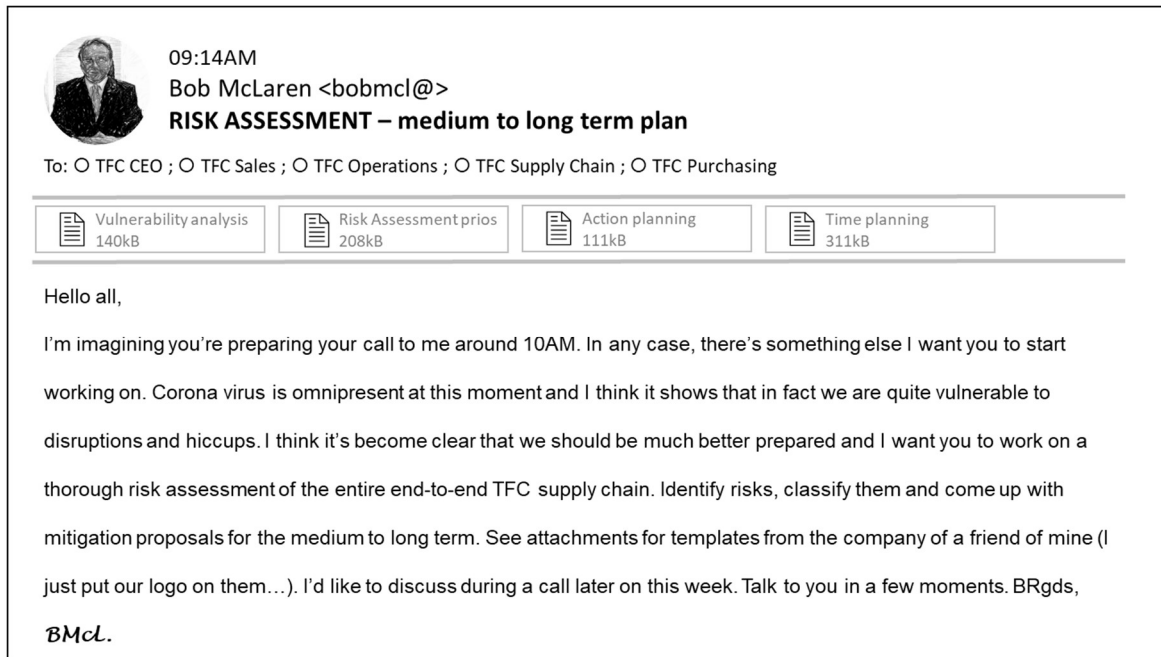 09:14AM
Bob McLaren <bobmcl@>
RISK ASSESSMENT – medium to long term plan
To: O TFC CEO ; O TFC Sales ; O TFC Operations ; O TFC Supply Chain ; O TFC Purchasing
Vulnerability analysis
140kB
Risk Assessment prios
208kB
Action planning
111kB
Time planning
311kB
Hello all,
I'm imagining you're preparing your call to me around 10AM. In any case, there's something else I want you to start
working on. Corona virus is omnipresent at this moment and I think it shows that in fact we are quite vulnerable to
disruptions and hiccups. I think it's become clear that we should be much better prepared and I want you to work on a
thorough risk assessment of the entire end-to-end TFC supply chain. Identify risks, classify them and come up with
mitigation proposals for the medium to long term. See attachments for templates from the company of a friend of mine (I
just put our logo on them…). I'd like to discuss during a call later on this week. Talk to you in a few moments. BRgds,
BMcL.